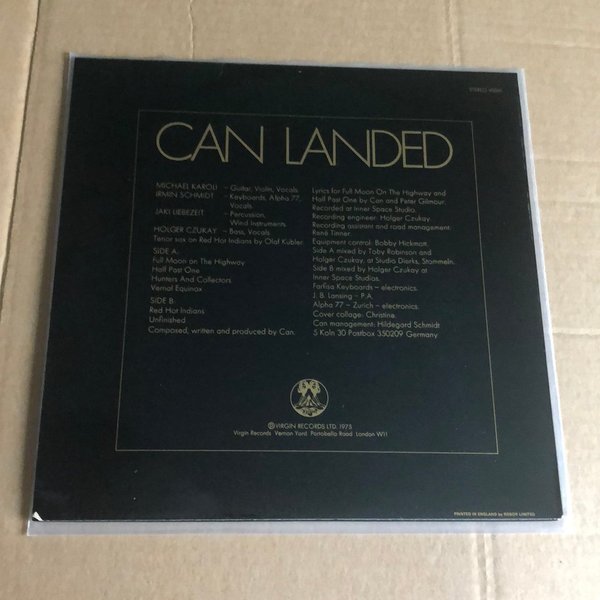 STEREO
CAN LANDED
MICHAEL KAROLI – Guitar, Violin, Vocals
IRMIN SCHMIDT – Keyboards, Alpha 77,
Vocals
JAKI LIEBEZEIT – Percussion,
Wind Instruments
HOLGER CZUKAY – Bass, Vocals
Tenor sax on Red Hot Indians by Olaf Kubler.
SIDE A:
Full Moon on The Highway
Half Past One
Hunters And Collectors
Vernal Equinox
SIDE B:
Red Hot Indians
Unfinished
Composed, written and produced by Can.
Lyrics for Full Moon On The Highway and
Half Past One by Can and Peter Gilmour.
Recorded at Inner Space Studio.
Recording engineer: Holger Czukay
Recording assistant and road management:
René Tinner.
Equipment control: Bobby Hickmott.
Side A mixed by Toby Robinson and
Holger Czukay, at Studio Dierks, Stommeln.
Side B mixed by Holger Czukay at
Inner Space Studios.
Farfisa Keyboards – electronics.
J. B. Lansing – P.A.
Alpha 77 – Zurich – electronics.
Cover collage: Christine.
Can management: Hildegard Schmidt
5 Koln 30 Postbox 350209 Germany
℗ VIRGIN RECORDS LTD. 1975
Virgin Records Vernon Yard Portobello Road London W11
PRINTED IN ENGLAND by ROBOR LIMITED